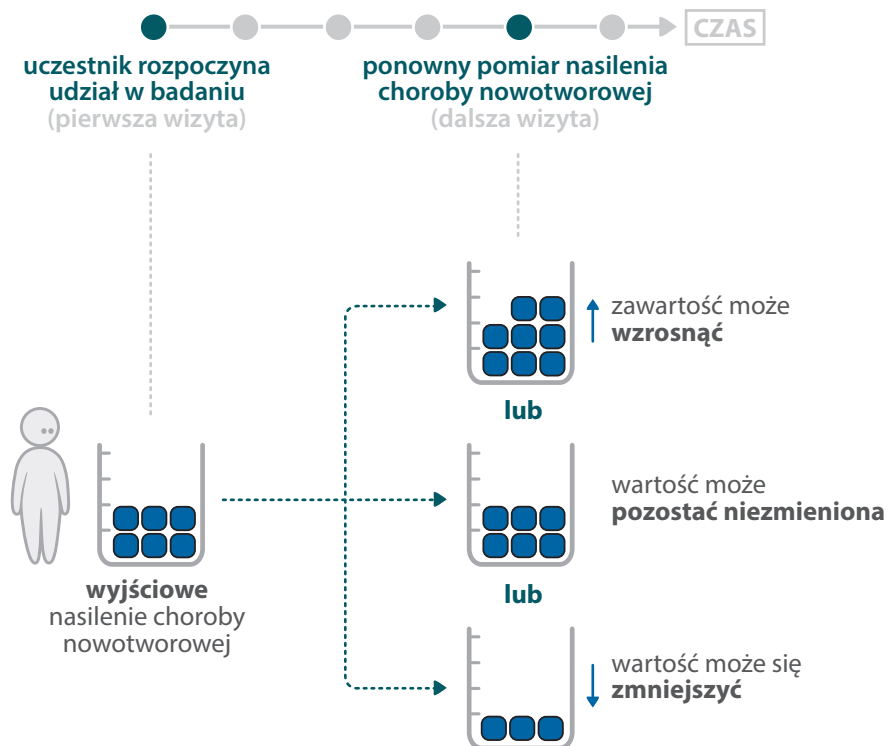 CZAS
uczestnik rozpoczyna
udział w badaniu
(pierwsza wizyta)
ponowny pomiar nasilenia
choroby nowotworowej
(dalsza wizyta)
zawartość może
wzrosnąć
lub
wyjściowe
nasilenie choroby
nowotworowej
wartość może
pozostać niezmieniona
lub
wartość może się
zmniejszyć